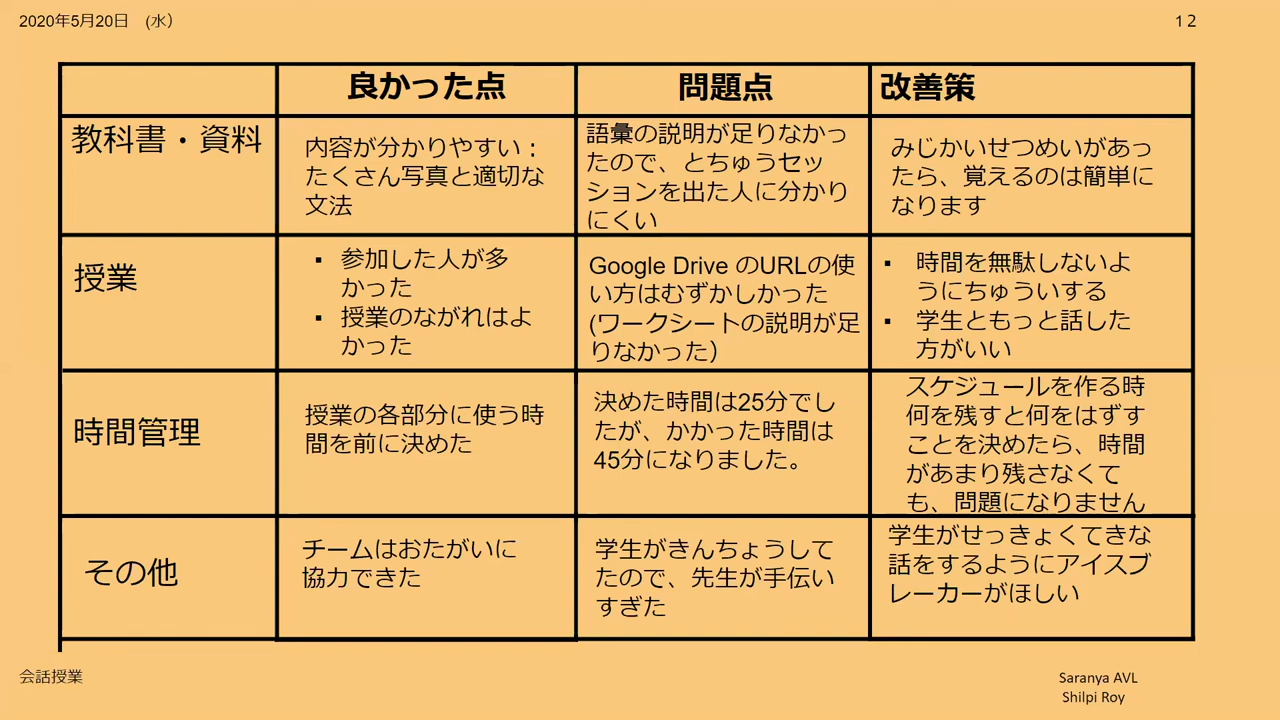 2020年5月20日　(水）
１２
良かった点
問題点
改善策
教科書・資料
内容が分かりやすい：
たくさん写真と適切な
文法
語彙の説明が足りなかっ
たので、とちゅうセッ
ションを出た人に分かり
にくい
みじかいせつめいがあっ
たら、覚えるのは簡単に
なります
授業
▪ 参加した人が多
かった
▪ 授業のながれはよ
かった
Google Drive のURLの使
い方はむずかしかった
(ワークシートの説明が足
りなかった）
▪ 時間を無駄しないよ
うにちゅういする
▪ 学生ともっと話した
方がいい
時間管理
授業の各部分に使う時
間を前に決めた
決めた時間は25分でし
たが、かかった時間は
45分になりました。
スケジュールを作る時
何を残すと何をはずす
ことを決めたら、時間
があまり残さなくて
も、問題になりません
その他
チームはおたがいに
協力できた
学生がきんちょうして
たので、先生が手伝い
すぎた
学生がせっきょくてきな
話をするようにアイスブ
レーカーがほしい
会話授業
Saranya AVL
Shilpi Roy